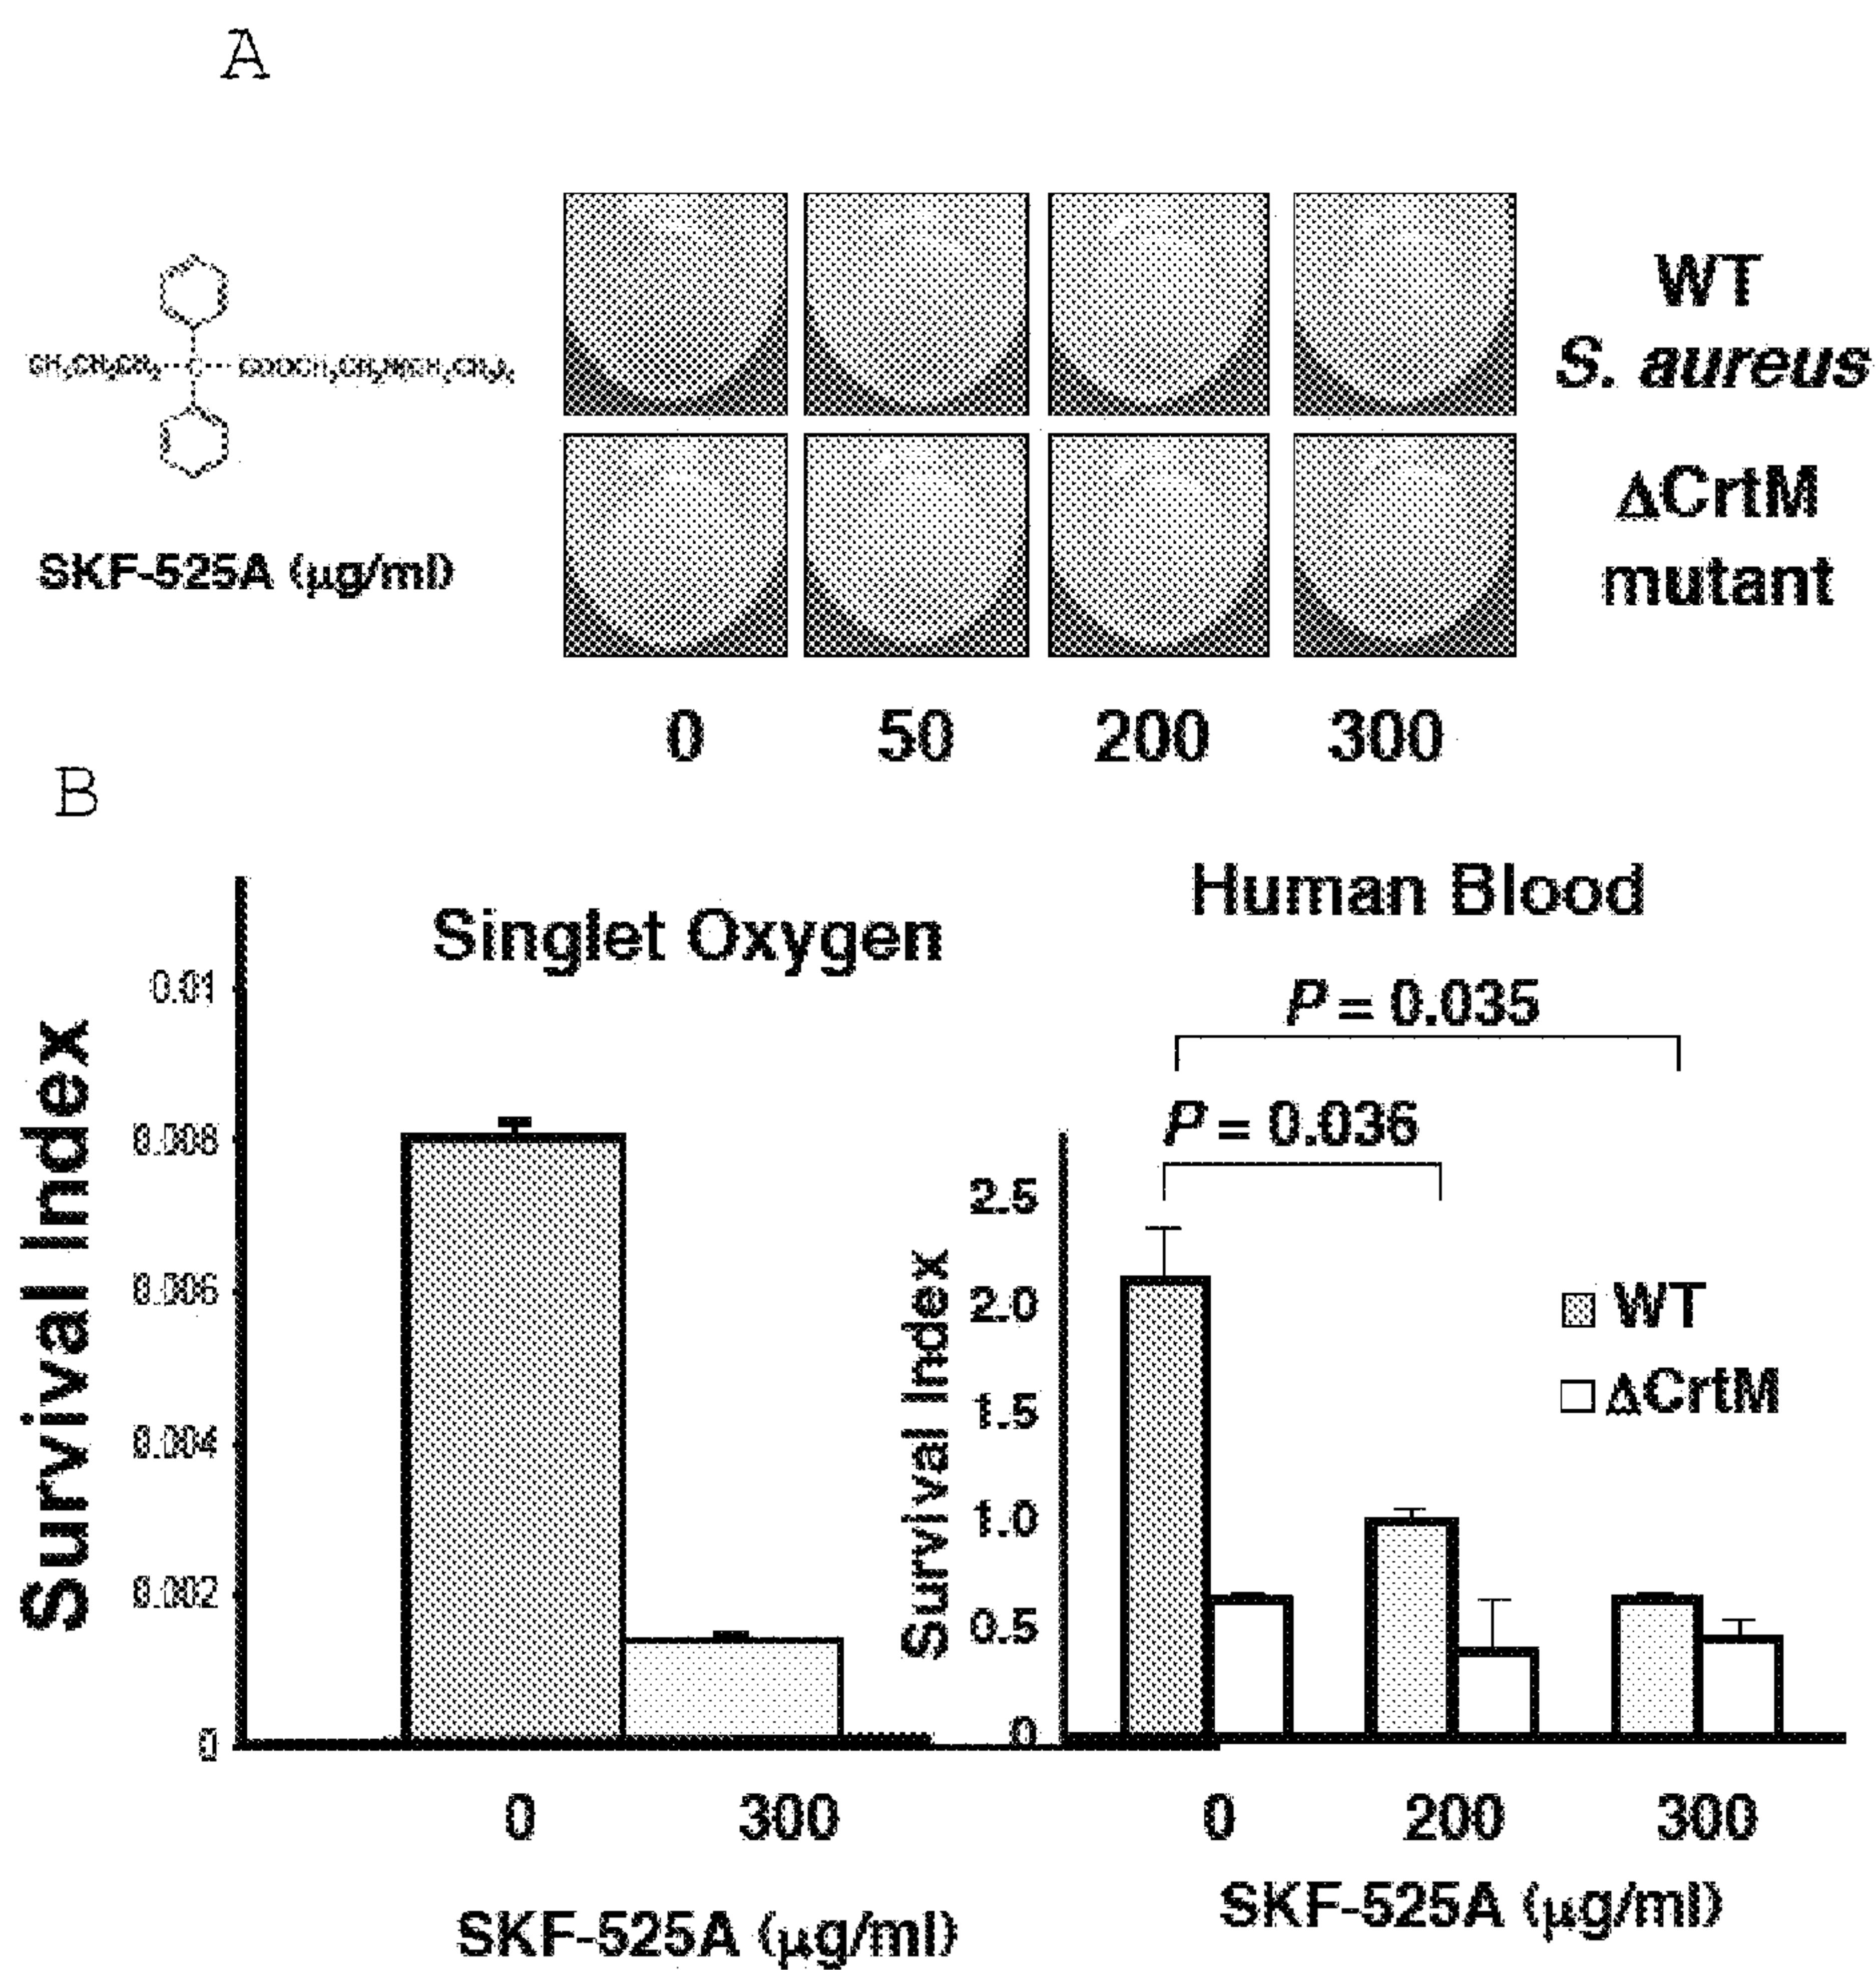 A
WT
S. aureus
ΔCrtM
mutant
SKF-525A (µg/ml)
0 50 200 300
B
Singlet Oxygen
Survival Index
0.01
0.008
0.006
0.004
0.002
0
0 300
SKF-525A (µg/ml)
Human Blood
P = 0.035
P = 0.036
Survival Index
2.5
2.0
1.5
1.0
0.5
0
WT
ΔCrtM
0 200 300
SKF-525A (µg/ml)